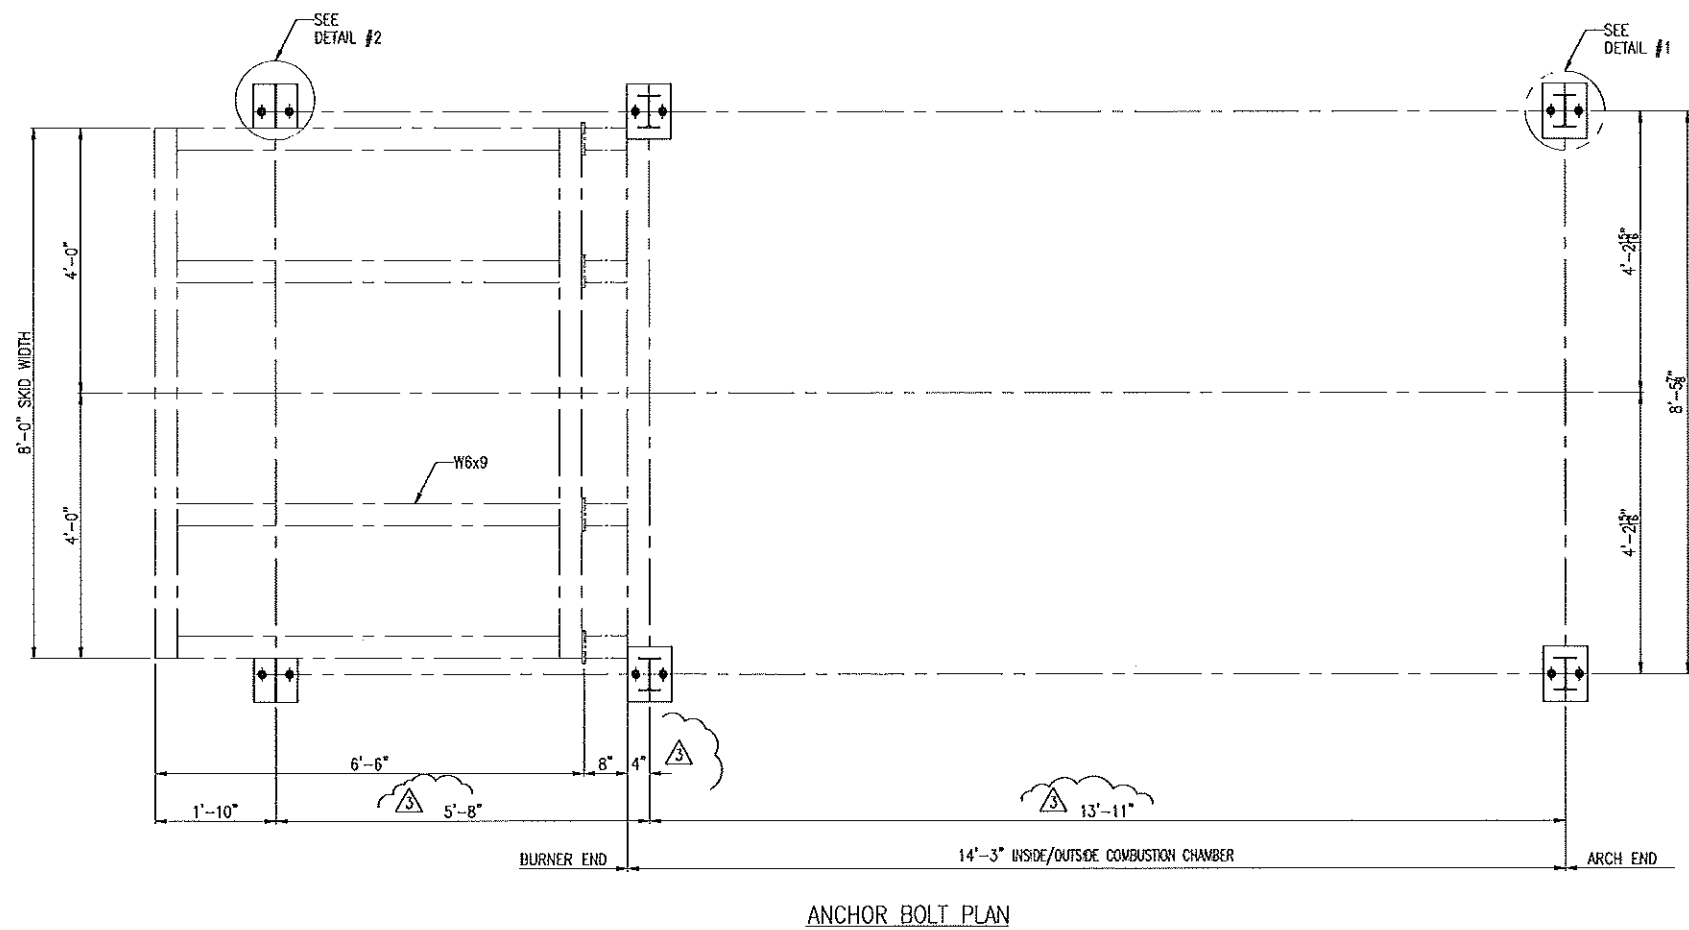 SEE
DETAIL #2
SEE
DETAIL #1
8'-0" SKID WIDTH
4'-0"
4'-0"
W6x9
4'-2 15/16"
4'-2 15/16"
8'-5 7/8"
6'-6"
8"
4"
3
1'-10"
3
5'-8"
3
13'-11"
BURNER END
14'-3" INSIDE/OUTSIDE COMBUSTION CHAMBER
ARCH END
ANCHOR BOLT PLAN